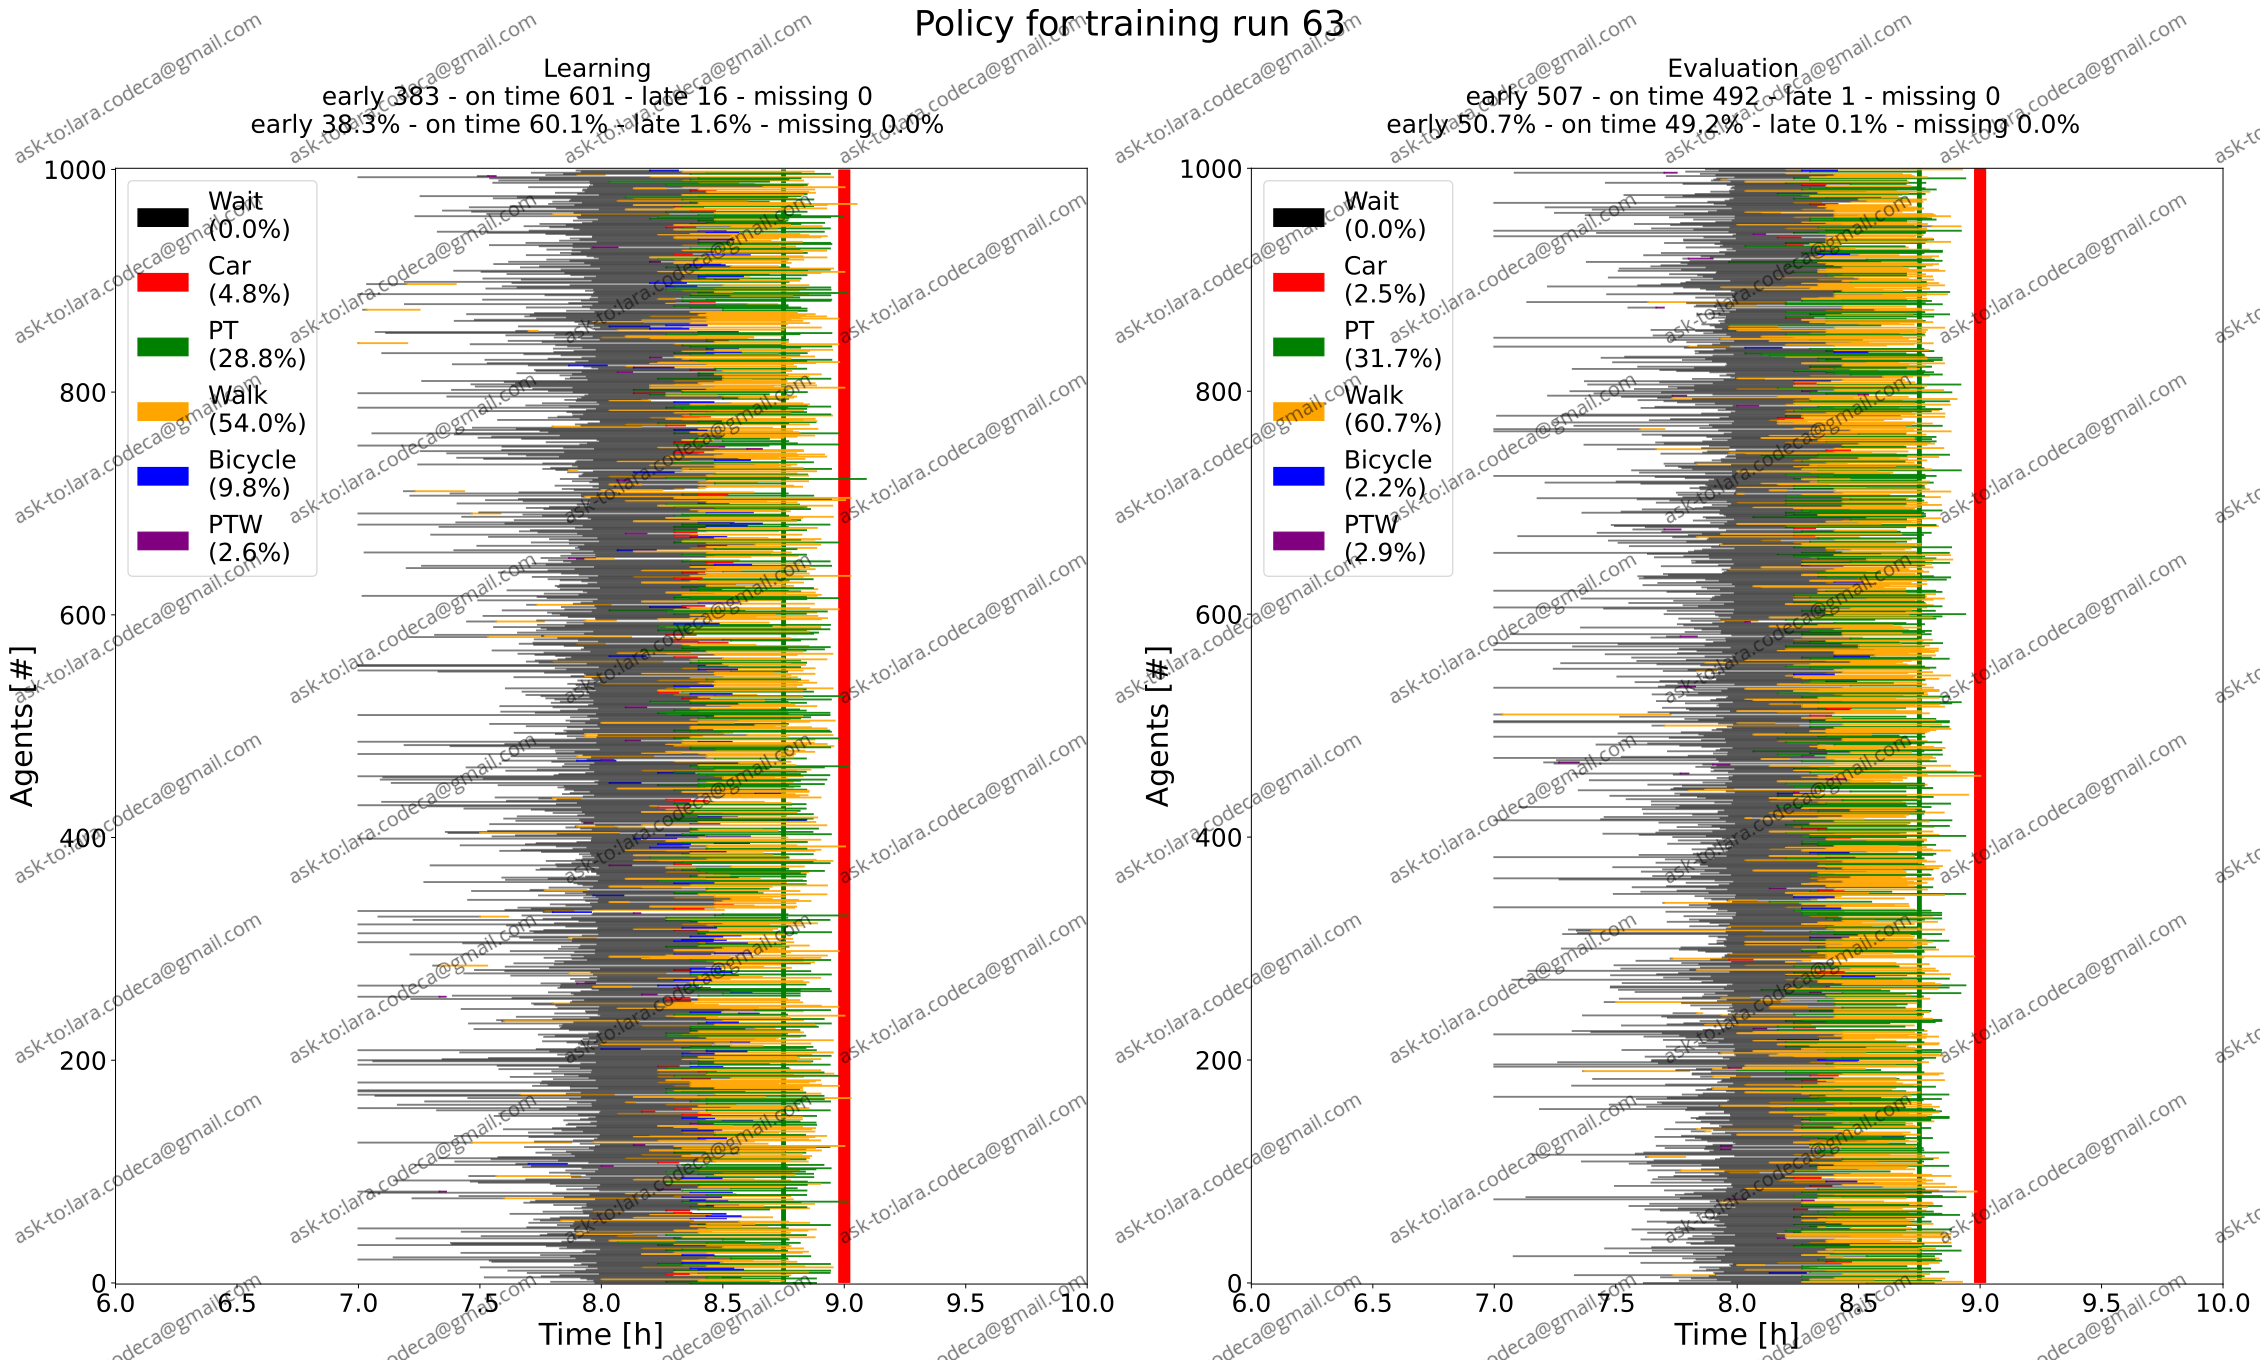 Policy for training run 63
Learning
early 383 - on time 601 - late 16 - missing 0
early 38.3% - on time 60.1% - late 1.6% - missing 0.0%
Agents [#]
1000
800
600
400
200
0
Wait
(0.0%)
Car
(4.8%)
PT
(28.8%)
Walk
(54.0%)
Bicycle
(9.8%)
PTW
(2.6%)
6.0 6.5 7.0 7.5 8.0 8.5 9.0 9.5 10.0
Time [h]
Evaluation
early 507 - on time 492 - late 1 - missing 0
early 50.7% - on time 49.2% - late 0.1% - missing 0.0%
Agents [#]
1000
800
600
400
200
0
Wait
(0.0%)
Car
(2.5%)
PT
(31.7%)
Walk
(60.7%)
Bicycle
(2.2%)
PTW
(2.9%)
6.0 6.5 7.0 7.5 8.0 8.5 9.0 9.5 10.0
Time [h]
ask-to:lara.codeca@gmail.com